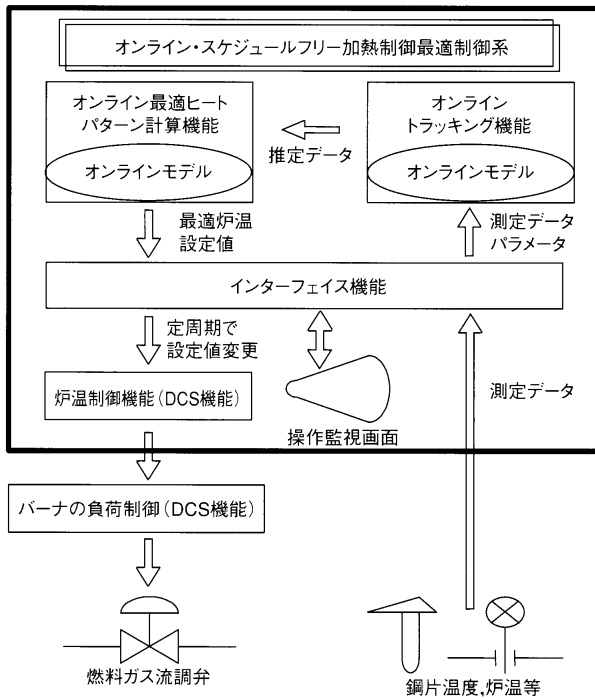 オンライン・スケジュールフリー加熱制御最適制御系
オンライン最適ヒート
パターン計算機能
オンラインモデル
推定データ
オンライン
トラッキング機能
オンラインモデル
最適炉温
設定値
測定データ
パラメータ
インターフェイス機能
定周期で
設定値変更
炉温制御機能(DCS機能)
操作監視画面
測定データ
バーナの負荷制御(DCS機能)
燃料ガス流調弁
鋼片温度,炉温等